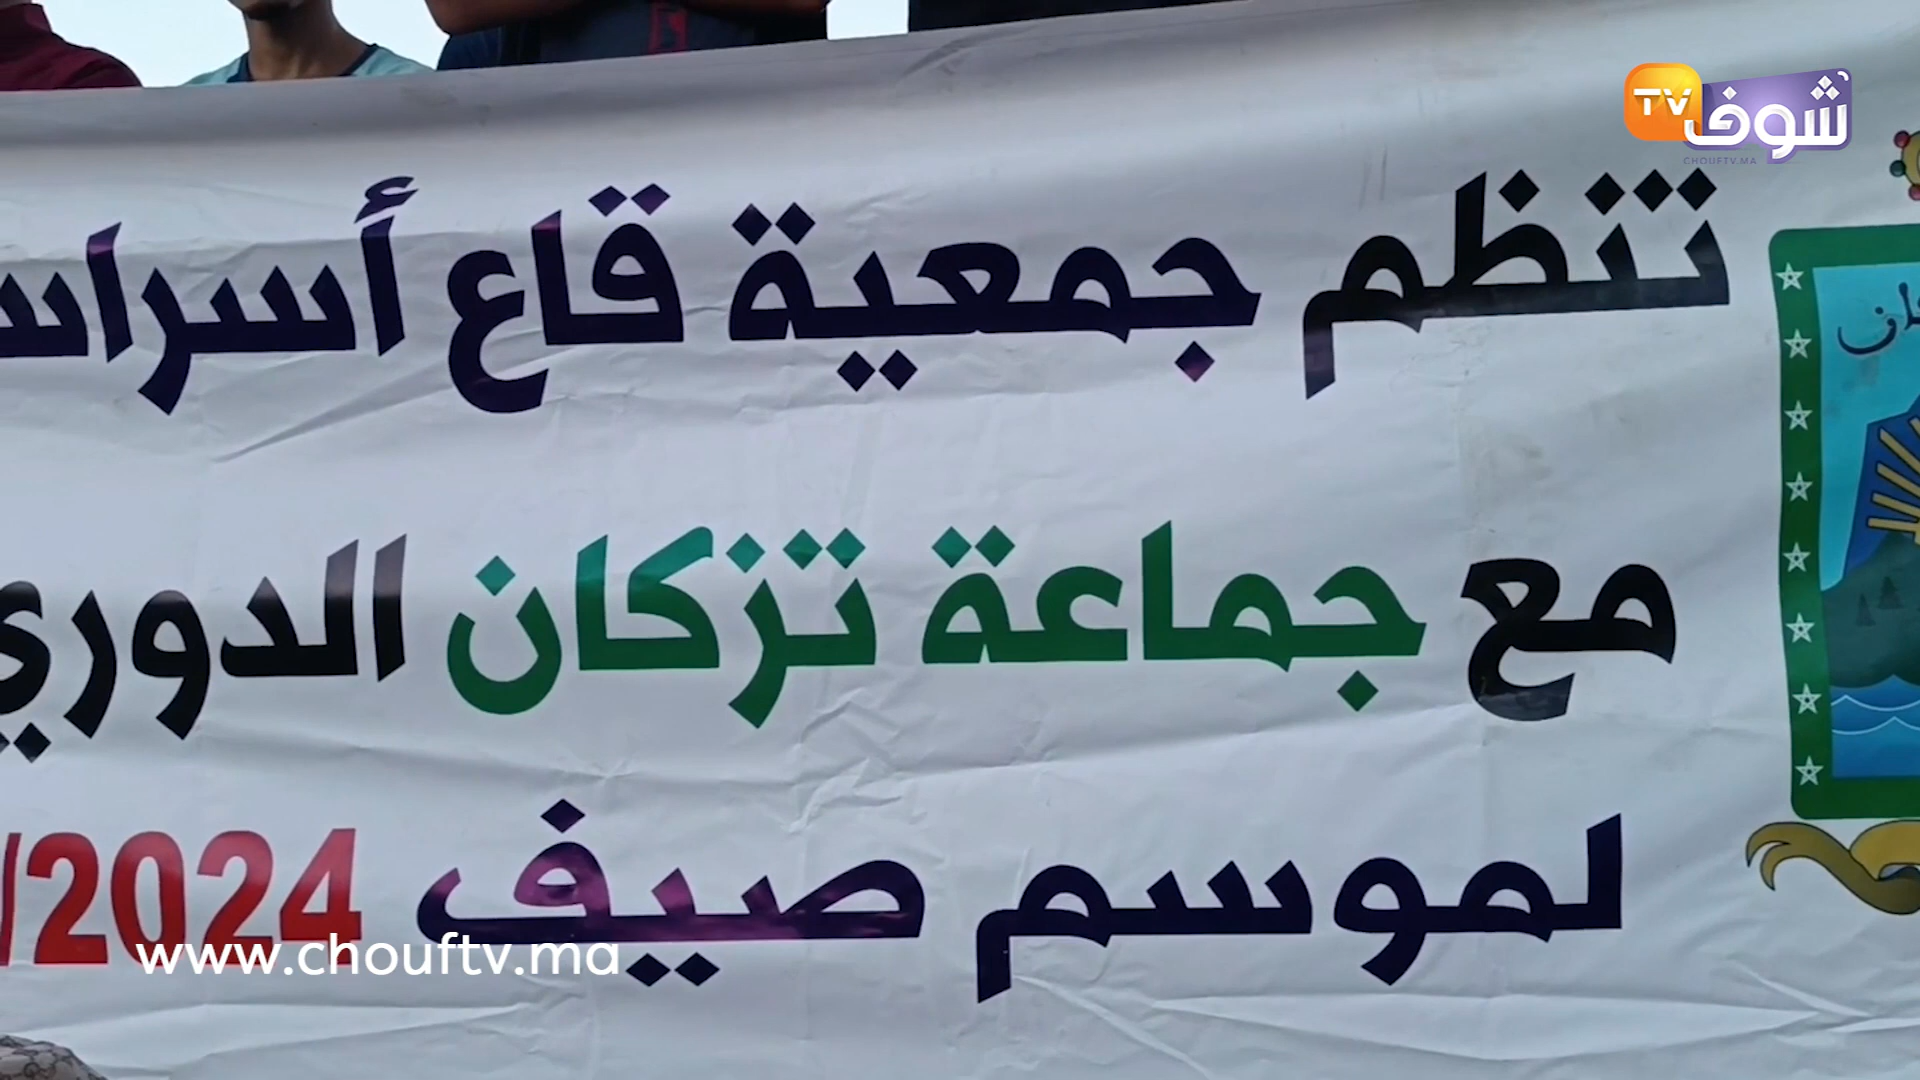 TV شوف
CHOUFTV.MA
تنظم جمعية قاع أسراس
مع جماعة تزكان الدوري
لموسم صيف 2024/
www.chouftv.ma